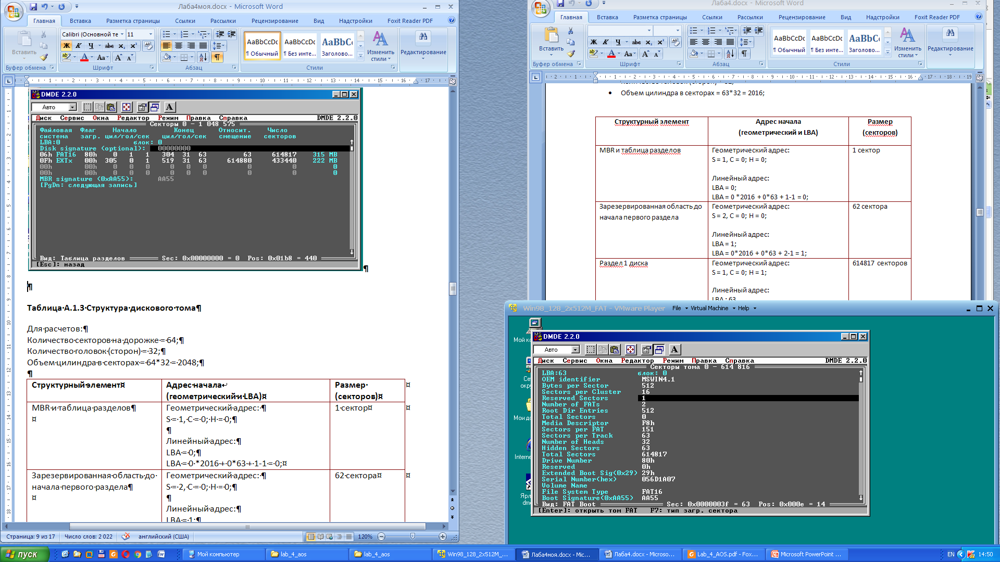 Лаба4моя.docx - Microsoft Word
Главная Вставка Разметка страницы Ссылки Рассылки Рецензирование Вид Надстройки Foxit Reader PDF
Calibri (Основной те 11
Вставить
Ж К Ч abc x₂ x²
AaBbCcDc AaBbCcDc AaBbCc
¶ Обычный ¶ Без инте... Заголово...
Изменить стили
Редактирование
Буфер обмена Шрифт Абзац Стили
DMDE 2.2.0
Авто
Диск Сервис Окна Редактор Режим Правка Справка DMDE 2.2.0
Секторы 0 - 1 048 575
Файловая Флаг Начало Конец Относит. Число
система загр. цил/гол/сек цил/гол/сек смещение секторов
LBA:0 блок: 0
Disk signature (optional): 00000000
06h FAT16 80h 0 1 1 304 31 63 63 614817 315 MB
0Fh EXTx 00h 305 0 1 519 31 63 614880 433440 222 MB
00h 00h 0 0 0 0 0 0 0 0 0
00h 00h 0 0 0 0 0 0 0 0 0
MBR signature (0xAA55): AA55
[PgDn: следующая запись]
Вид: Таблица разделов Sec: 0x00000000 = 0 Pos: 0x01b8 = 440
[Esc]: назад
¶
¶
Таблица·А.1.3·Структура·дискового·тома¶
Для·расчетов:¶
Количество·секторов·на·дорожке·=·64;¶
Количество·головок·(сторон)·=·32;¶
Объем·цилиндра·в·секторах·=·64*32·=·2048;¶
¶
Структурный·элемент¤ Адрес·начала↵ Размер·
(геометрический·и·LBA)¤ (секторов)¤ ¤
MBR·и·таблица·разделов¶ Геометрический·адрес:·¶ 1·сектор¤ ¤
¤ S·=·1,·C·=·0;·H·=·0;¶
¶
Линейный·адрес:¶
LBA·=·0;¶
LBA·=·0·*2016·+·0*63·+·1-1·=·0;¤
Зарезервированная·область·до· Геометрический·адрес:·¶ 62·сектора¤ ¤
начала·первого·раздела¶ S·=·2,·C·=·0;·H·=·0;¶
¤ ¶
Линейный·адрес:¶
LBA·=·1;¶
Страница: 9 из 17 Число слов: 2 022 английский (США) 120%
Лаба4.docx - Microsoft Word
Главная Вставка Разметка страницы Ссылки Рассылки Рецензирование Вид Надстройки Foxit Reader PDF
Вставить
Ж К Ч abc x₂ x²
AaBbCcDc AaBbCcDc AaBbCc
¶ Обычный ¶ Без инте... Заголово...
Изменить стили
Редактирование
Буфер обмена Шрифт Абзац Стили
• Объем цилиндра в секторах = 63*32 = 2016;
Структурный элемент Адрес начала Размер
(геометрический и LBA) (секторов)
MBR и таблица разделов Геометрический адрес: 1 сектор
S = 1, C = 0; H = 0;
Линейный адрес:
LBA = 0;
LBA = 0 *2016 + 0*63 + 1-1 = 0;
Зарезервированная область до Геометрический адрес: 62 сектора
начала первого раздела S = 2, C = 0; H = 0;
Линейный адрес:
LBA = 1;
LBA = 0*2016 + 0*63 + 2-1 = 1;
Раздел 1 диска Геометрический адрес: 614817 секторов
S = 1, C = 0; H = 1;
Линейный адрес:
LBA : 63
Win98_128_2x512M_FAT - VMware Player File Virtual Machine Help
DMDE 2.2.0
Авто
Диск Сервис Окна Редактор Режим Правка Справка DMDE 2.2.0
Секторы тома 0 - 614 816
LBA:63 блок: 0
OEM identifier MSWIN4.1
Bytes per Sector 512
Sectors per Cluster 16
Reserved Sectors 1
Number of FATs 2
Root Dir Entries 512
Total Sectors 0
Media Descriptor F8h
Sectors per FAT 151
Sectors per Track 63
Number of Heads 32
Hidden Sectors 63
Total Sectors 614817
Drive Number 80h
Reserved 0h
Extended Boot Sig(0x29) 29h
Serial Number(hex) 056D1A07
Volume Name
File System Type FAT16
Boot Signature(0xAA55) AA55
Вид: FAT Boot Sec: 0x0000003f = 63 Pos: 0x000e = 14
[Enter]: открыть том FAT F7: тип загр. сектора
пуск Мой компьютер lab_4_aos lab_4_aos Win98_128_2x512M_... Лаба4моя.docx - Mic... Лаба4.docx - Microso... Lab_4_AOS.pdf - Fox... Microsoft PowerPoint ... EN 14:50